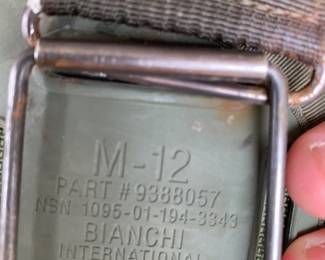 M-12
PART # 9388057
NSN 1095-01-194-3343
BIANCHI
INTERNATIONAL